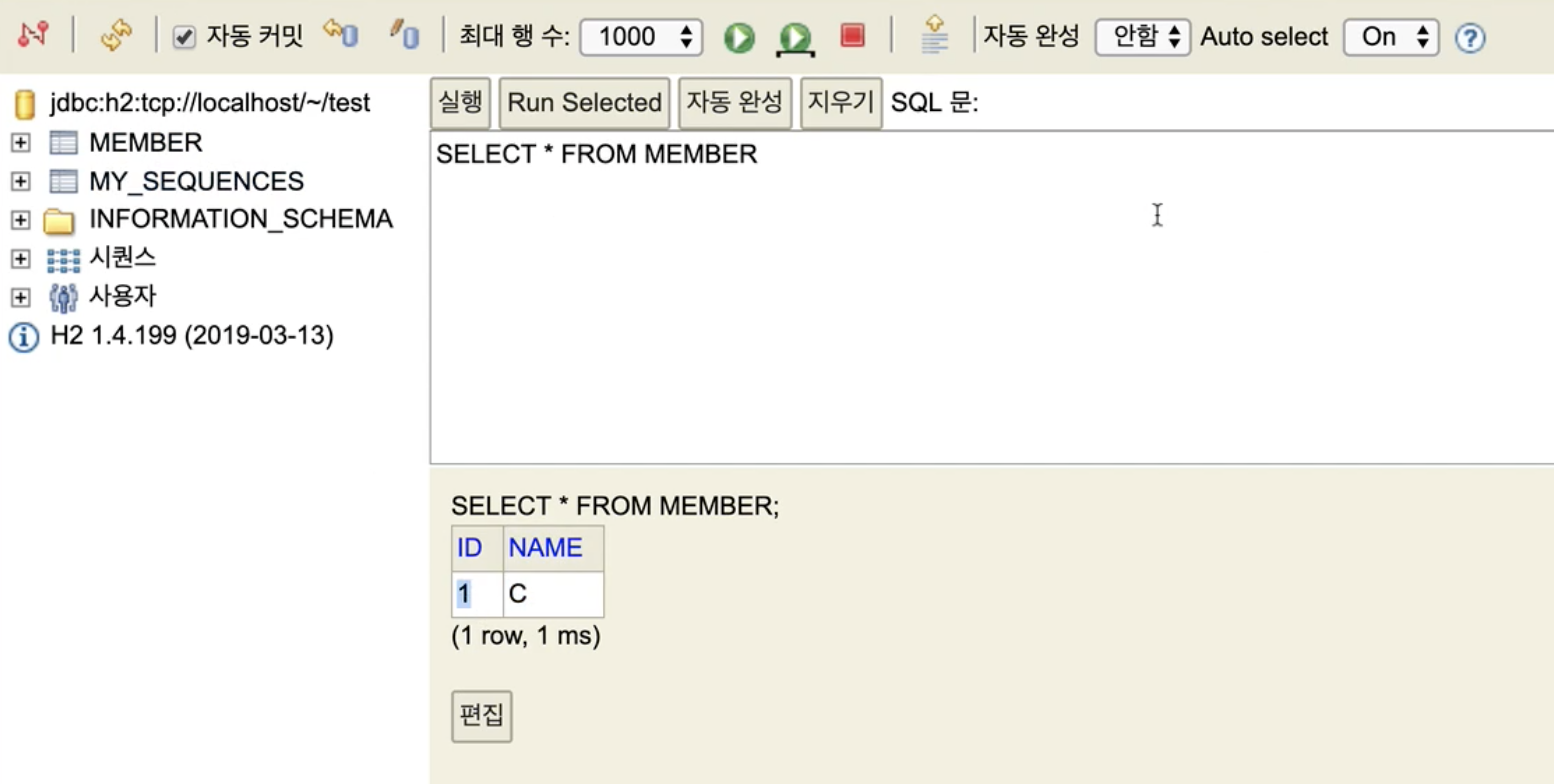 자동 커밋 최대 행 수: 1000 자동 완성 안함 Auto select On ?
jdbc:h2:tcp://localhost/~/test
MEMBER
MY_SEQUENCES
INFORMATION_SCHEMA
시퀀스
사용자
H2 1.4.199 (2019-03-13)
실행 Run Selected 자동 완성 지우기 SQL 문:
SELECT * FROM MEMBER
SELECT * FROM MEMBER;
ID NAME
1 C
(1 row, 1 ms)
편집